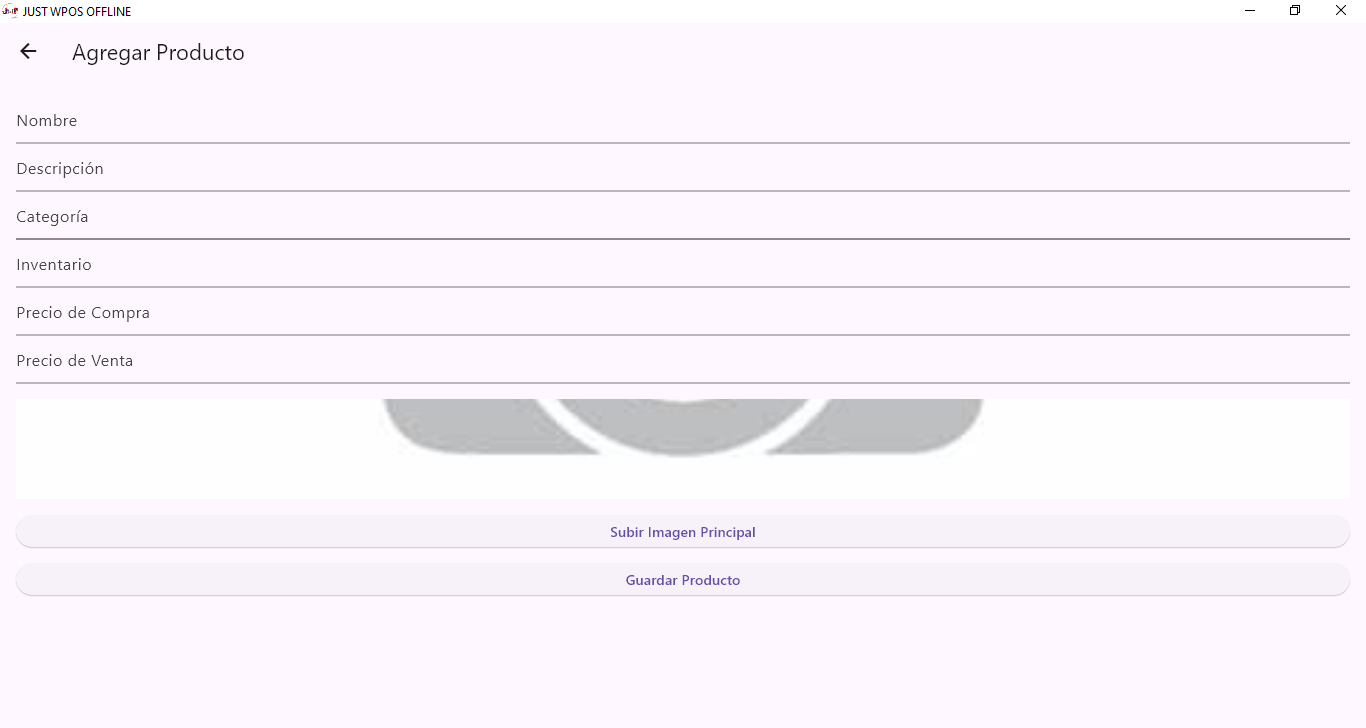 JUST WPOS OFFLINE
Agregar Producto
Nombre
Descripción
Categoría
Inventario
Precio de Compra
Precio de Venta
Subir Imagen Principal
Guardar Producto